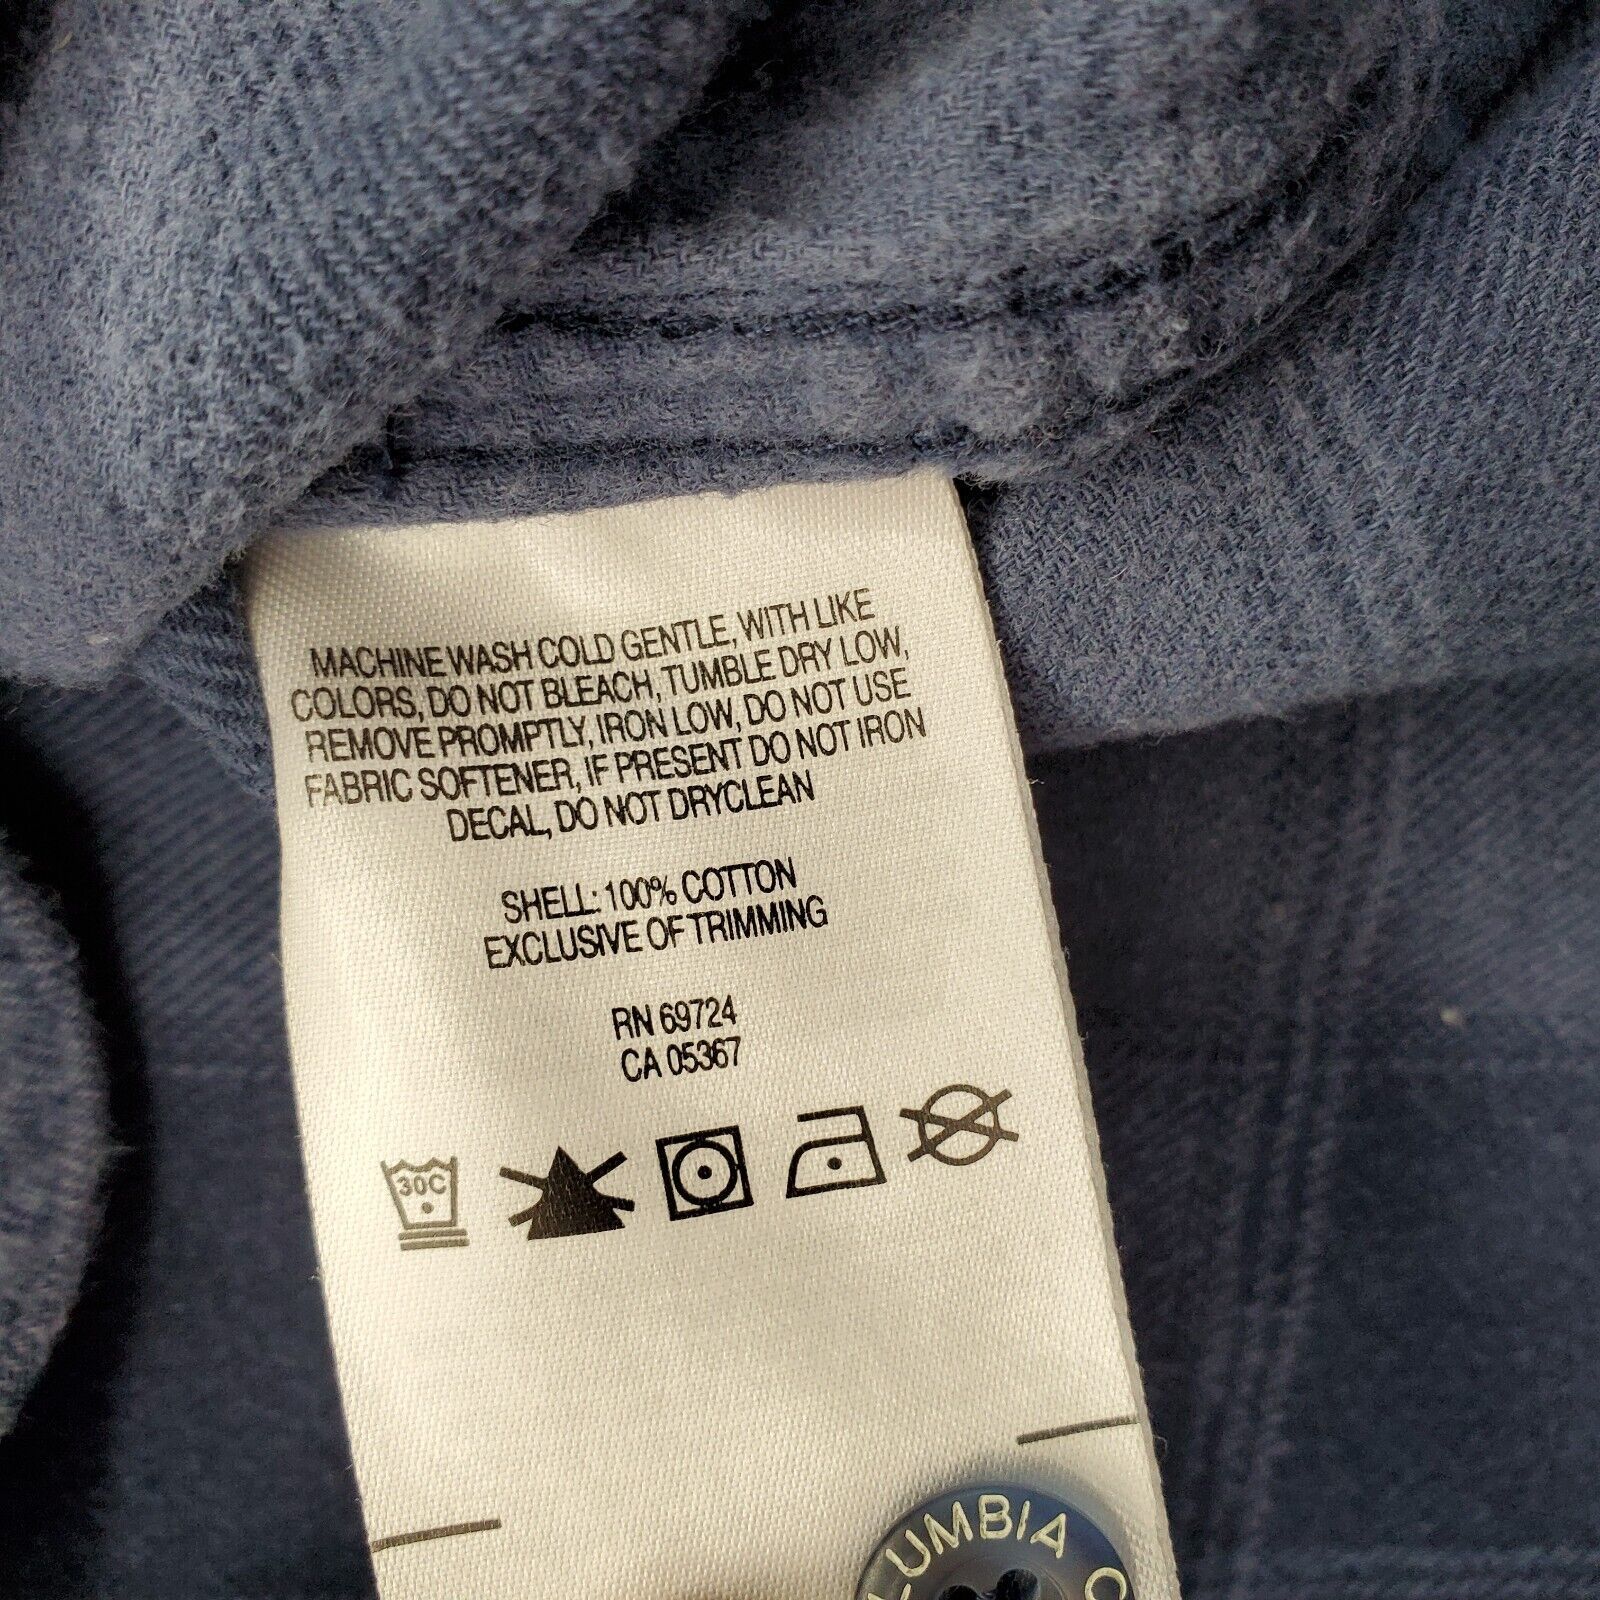 MACHINE WASH COLD GENTLE, WITH LIKE
COLORS, DO NOT BLEACH, TUMBLE DRY LOW,
REMOVE PROMPTLY, IRON LOW, DO NOT USE
FABRIC SOFTENER, IF PRESENT DO NOT IRON
DECAL, DO NOT DRYCLEAN
SHELL: 100% COTTON
EXCLUSIVE OF TRIMMING
RN 69724
CA 05367
30C
LUMBIA